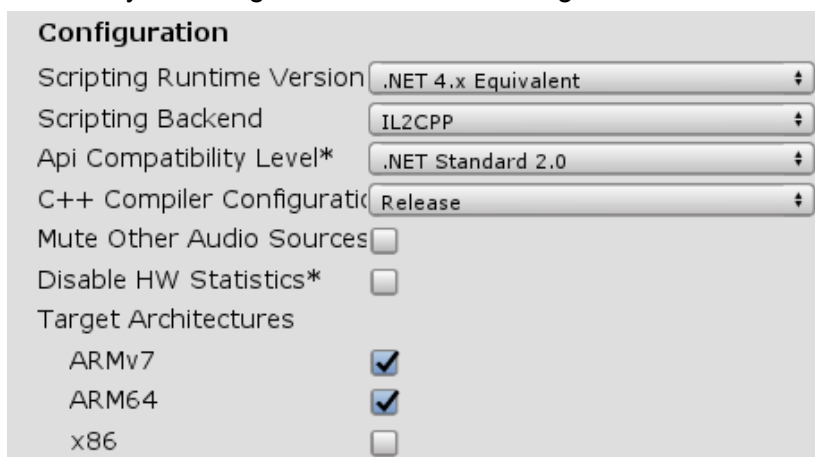 Configuration
Scripting Runtime Version .NET 4.x Equivalent
Scripting Backend IL2CPP
Api Compatibility Level* .NET Standard 2.0
C++ Compiler Configuratic Release
Mute Other Audio Sources
Disable HW Statistics*
Target Architectures
ARMv7
ARM64
x86